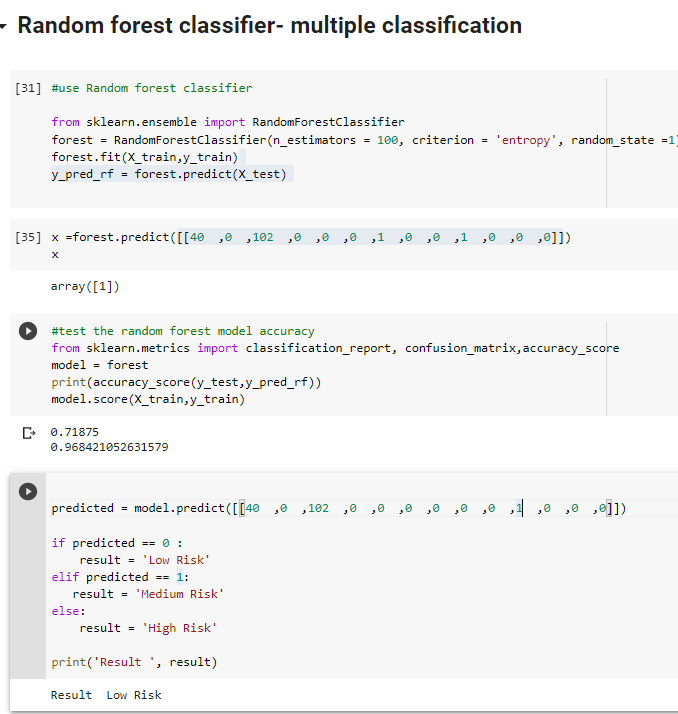 Random forest classifier- multiple classification
[31] #use Random forest classifier
from sklearn.ensemble import RandomForestClassifier
forest = RandomForestClassifier(n_estimators = 100, criterion = 'entropy', random_state =1)
forest.fit(X_train,y_train)
y_pred_rf = forest.predict(X_test)
[35] x =forest.predict([[40  ,0  ,102  ,0  ,0  ,0  ,1  ,0  ,0  ,1  ,0  ,0  ,0]])
x
array([1])
#test the random forest model accuracy
from sklearn.metrics import classification_report, confusion_matrix,accuracy_score
model = forest
print(accuracy_score(y_test,y_pred_rf))
model.score(X_train,y_train)
0.71875
0.968421052631579
predicted = model.predict([[40  ,0  ,102  ,0  ,0  ,0  ,0  ,0  ,0  ,1  ,0  ,0  ,0]])
if predicted == 0 :
    result = 'Low Risk'
elif predicted == 1:
   result = 'Medium Risk'
else:
    result = 'High Risk'
print('Result ', result)
Result  Low Risk